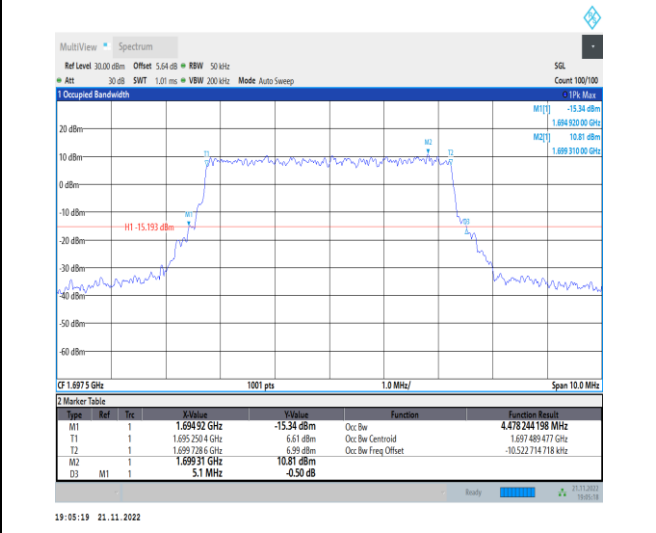 MultiView Spectrum
Ref Level 30.00 dBm Offset 5.64 dB RBW 50 kHz SGL
Att 30 dB SWT 1.01 ms VBW 200 kHz Mode Auto Sweep Count 100/100
1 Occupied Bandwidth 1Pk Max
M1[1] -15.34 dBm
1.694 920 00 GHz
M2[1] 10.81 dBm
1.699 310 00 GHz
20 dBm
M2
T1 T2
10 dBm
0 dBm
-10 dBm
M1
D3
H1 -15.193 dBm
-20 dBm
-30 dBm
-40 dBm
-50 dBm
-60 dBm
CF 1.697 5 GHz 1001 pts 1.0 MHz/ Span 10.0 MHz
2 Marker Table
Type Ref Trc X-Value Y-Value Function Function Result
M1 1 1.694 92 GHz -15.34 dBm Occ Bw 4.478 244 198 MHz
T1 1 1.695 250 4 GHz 6.61 dBm Occ Bw Centroid 1.697 489 477 GHz
T2 1 1.699 728 6 GHz 6.99 dBm Occ Bw Freq Offset -10.522 714 718 kHz
M2 1 1.699 31 GHz 10.81 dBm
D3 M1 1 5.1 MHz -0.50 dB
Ready 21.11.2022
19:05:18
19:05:19 21.11.2022